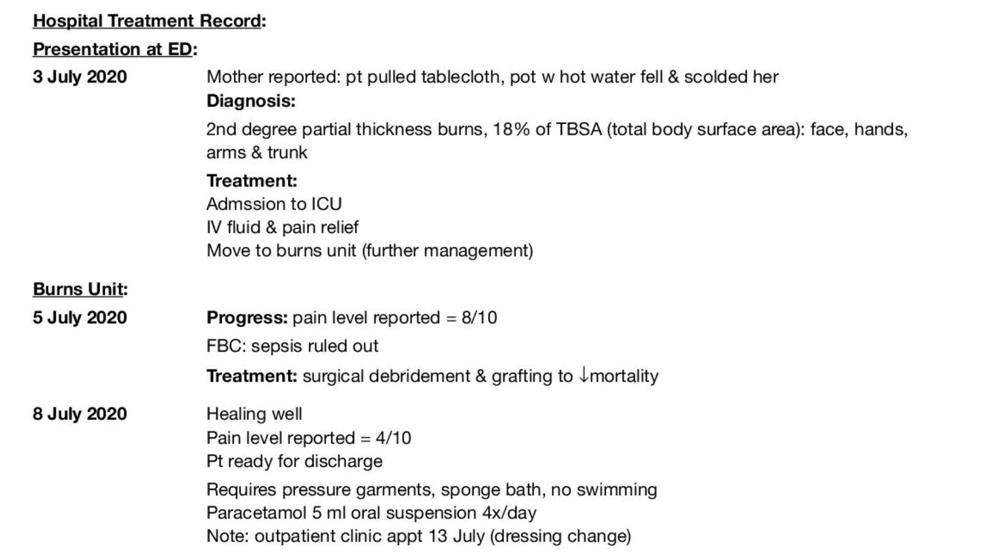 Hospital Treatment Record:
Presentation at ED:
3 July 2020 Mother reported: pt pulled tablecloth, pot w hot water fell & scolded her
Diagnosis:
2nd degree partial thickness burns, 18% of TBSA (total body surface area): face, hands,
arms & trunk
Treatment:
Admssion to ICU
IV fluid & pain relief
Move to burns unit (further management)
Burns Unit:
5 July 2020 Progress: pain level reported = 8/10
FBC: sepsis ruled out
Treatment: surgical debridement & grafting to ↓mortality
8 July 2020 Healing well
Pain level reported = 4/10
Pt ready for discharge
Requires pressure garments, sponge bath, no swimming
Paracetamol 5 ml oral suspension 4x/day
Note: outpatient clinic appt 13 July (dressing change)